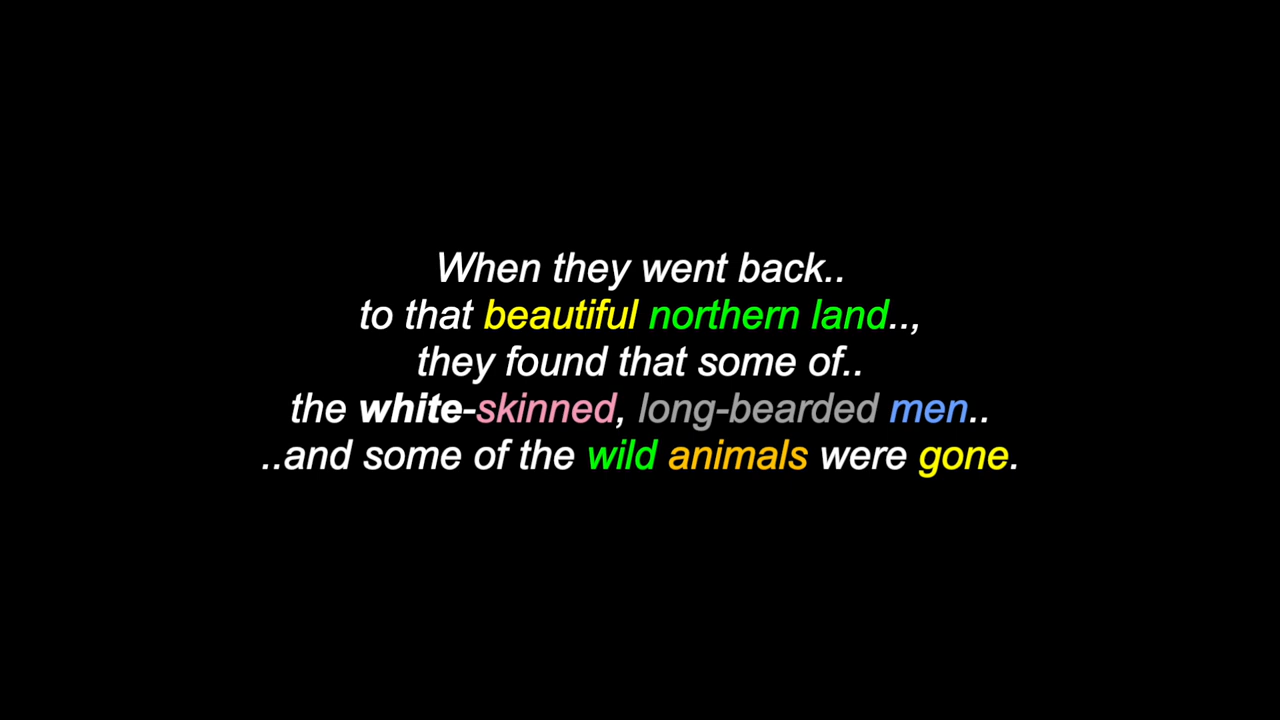 When they went back..
to that beautiful northern land..,
they found that some of..
the white-skinned, long-bearded men..
..and some of the wild animals were gone.